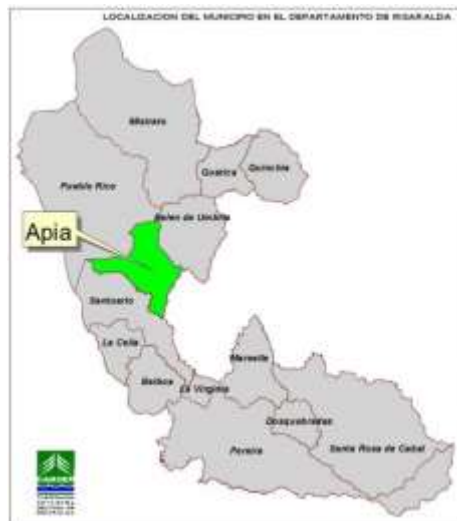 LOCALIZACION DEL MUNICIPIO EN EL DEPARTAMENTO DE RISARALDA
Mistrato
Guatica
Quinchia
Pueblo Rico
Belen de Umbria
Apia
Santuario
La Celia
Marsella
Balboa
La Virginia
Dosquebradas
Pereira
Santa Rosa de Cabal
CARDER